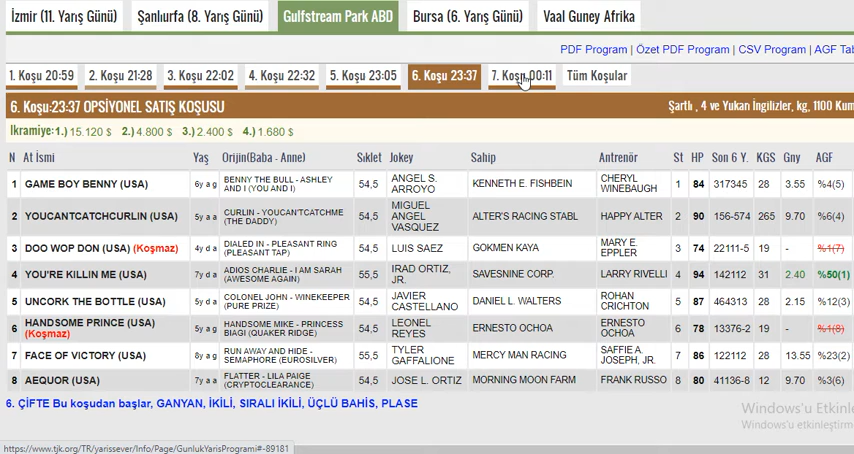 İzmir (11. Yarış Günü) Şanlıurfa (8. Yarış Günü) Gulfstream Park ABD Bursa (6. Yarış Günü) Vaal Guney Afrika
PDF Program | Özet PDF Program | CSV Program | AGF Tab
1. Koşu 20:59 2. Koşu 21:28 3. Koşu 22:02 4. Koşu 22:32 5. Koşu 23:05 6. Koşu 23:37 7. Koşu 00:11 Tüm Koşular
6. Koşu:23:37 OPSİYONEL SATIŞ KOŞUSU Şartlı , 4 ve Yukarı İngilizler, kg, 1100 Kum
Ikramiye: 1.) 15.120 $ 2.) 4.800 $ 3.) 2.400 $ 4.) 1.680 $
N At İsmi Yaş Orijin(Baba - Anne) Sıklet Jokey Sahip Antrenör St HP Son 6 Y. KGS Gny AGF
1 GAME BOY BENNY (USA) 6y a g BENNY THE BULL - ASHLEY AND I (YOU AND I) 54,5 ANGEL S. ARROYO KENNETH E. FISHBEIN CHERYL WINEBAUGH 1 84 317345 28 3.55 %4(5)
2 YOUCANTCATCHCURLIN (USA) 5y a a CURLIN - YOUCAN'TCATCHME (THE DADDY) 54,5 MIGUEL ANGEL VASQUEZ ALTER'S RACING STABL HAPPY ALTER 2 90 156-574 265 9.70 %6(4)
3 DOO WOP DON (USA) (Koşmaz) 4y d a DIALED IN - PLEASANT RING (PLEASANT TAP) 54,5 LUIS SAEZ GOKMEN KAYA MARY E. EPPLER 3 74 22111-5 19 - %1(7)
4 YOU'RE KILLIN ME (USA) 7y d a ADIOS CHARLIE - I AM SARAH (AWESOME AGAIN) 55,5 IRAD ORTIZ, JR. SAVESNINE CORP. LARRY RIVELLI 4 94 142112 31 2.40 %50(1)
5 UNCORK THE BOTTLE (USA) 5y d a COLONEL JOHN - WINEKEEPER (PURE PRIZE) 54,5 JAVIER CASTELLANO DANIEL L. WALTERS ROHAN CRICHTON 5 87 464313 28 2.15 %12(3)
6 HANDSOME PRINCE (USA) (Koşmaz) 5y a g HANDSOME MIKE - PRINCESS BIAGI (QUAKER RIDGE) 54,5 LEONEL REYES ERNESTO OCHOA ERNESTO OCHOA 6 78 13376-2 19 - %1(8)
7 FACE OF VICTORY (USA) 8y a g RUN AWAY AND HIDE - SEMAPHORE (EUROSILVER) 55,5 TYLER GAFFALIONE MERCY MAN RACING SAFFIE A. JOSEPH, JR. 7 86 122112 28 13.55 %23(2)
8 AEQUOR (USA) 7y a a FLATTER - LILA PAIGE (CRYPTOCLEARANCE) 54,5 JOSE L. ORTIZ MORNING MOON FARM FRANK RUSSO 8 80 41136-8 12 9.70 %3(6)
6. ÇİFTE Bu koşudan başlar, GANYAN, İKİLİ, SIRALI İKİLİ, ÜÇLÜ BAHİS, PLASE
Windows'u Etkinle
Windows'u etkinleştirm
https://www.tjk.org/TR/yarissever/Info/Page/GunlukYarisProgrami#-89181